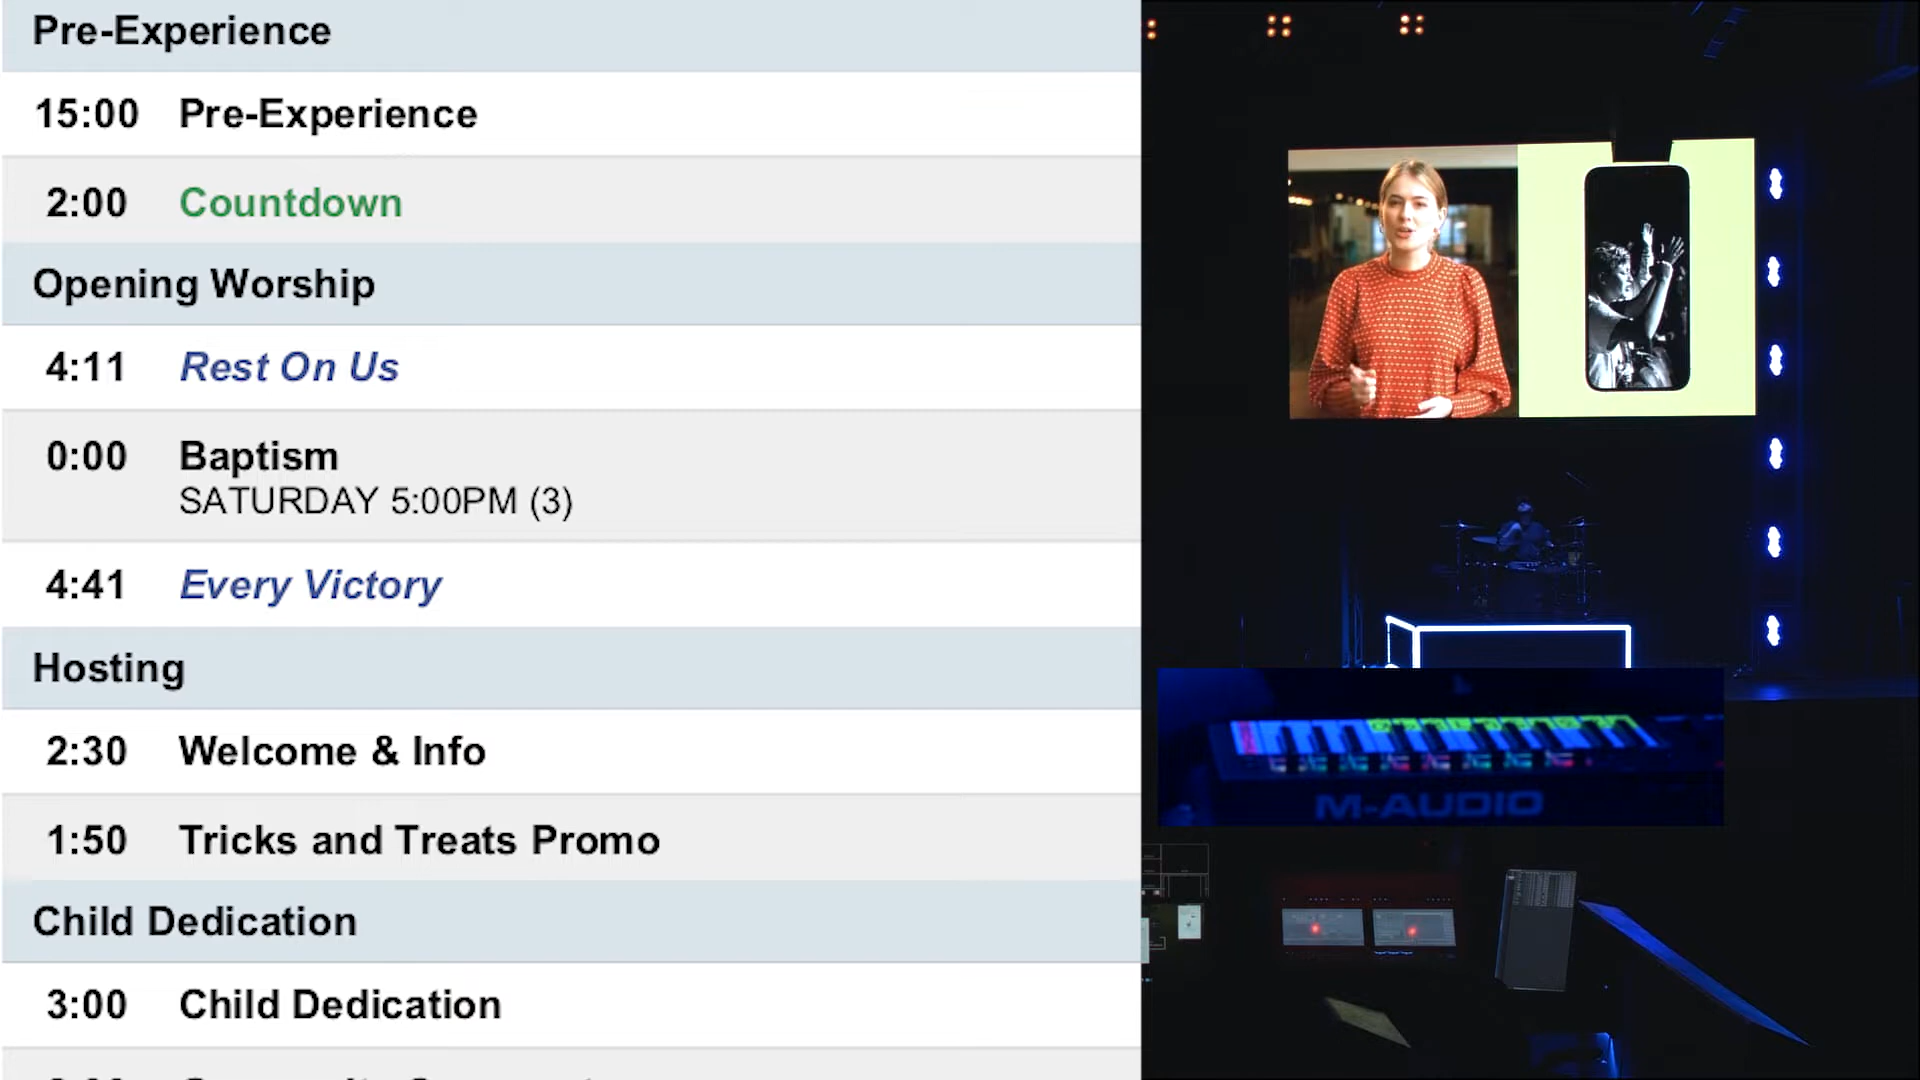 Pre-Experience
15:00 Pre-Experience
2:00 Countdown
Opening Worship
4:11 Rest On Us
0:00 Baptism
SATURDAY 5:00PM (3)
4:41 Every Victory
Hosting
2:30 Welcome & Info
1:50 Tricks and Treats Promo
Child Dedication
3:00 Child Dedication
M-AUDIO